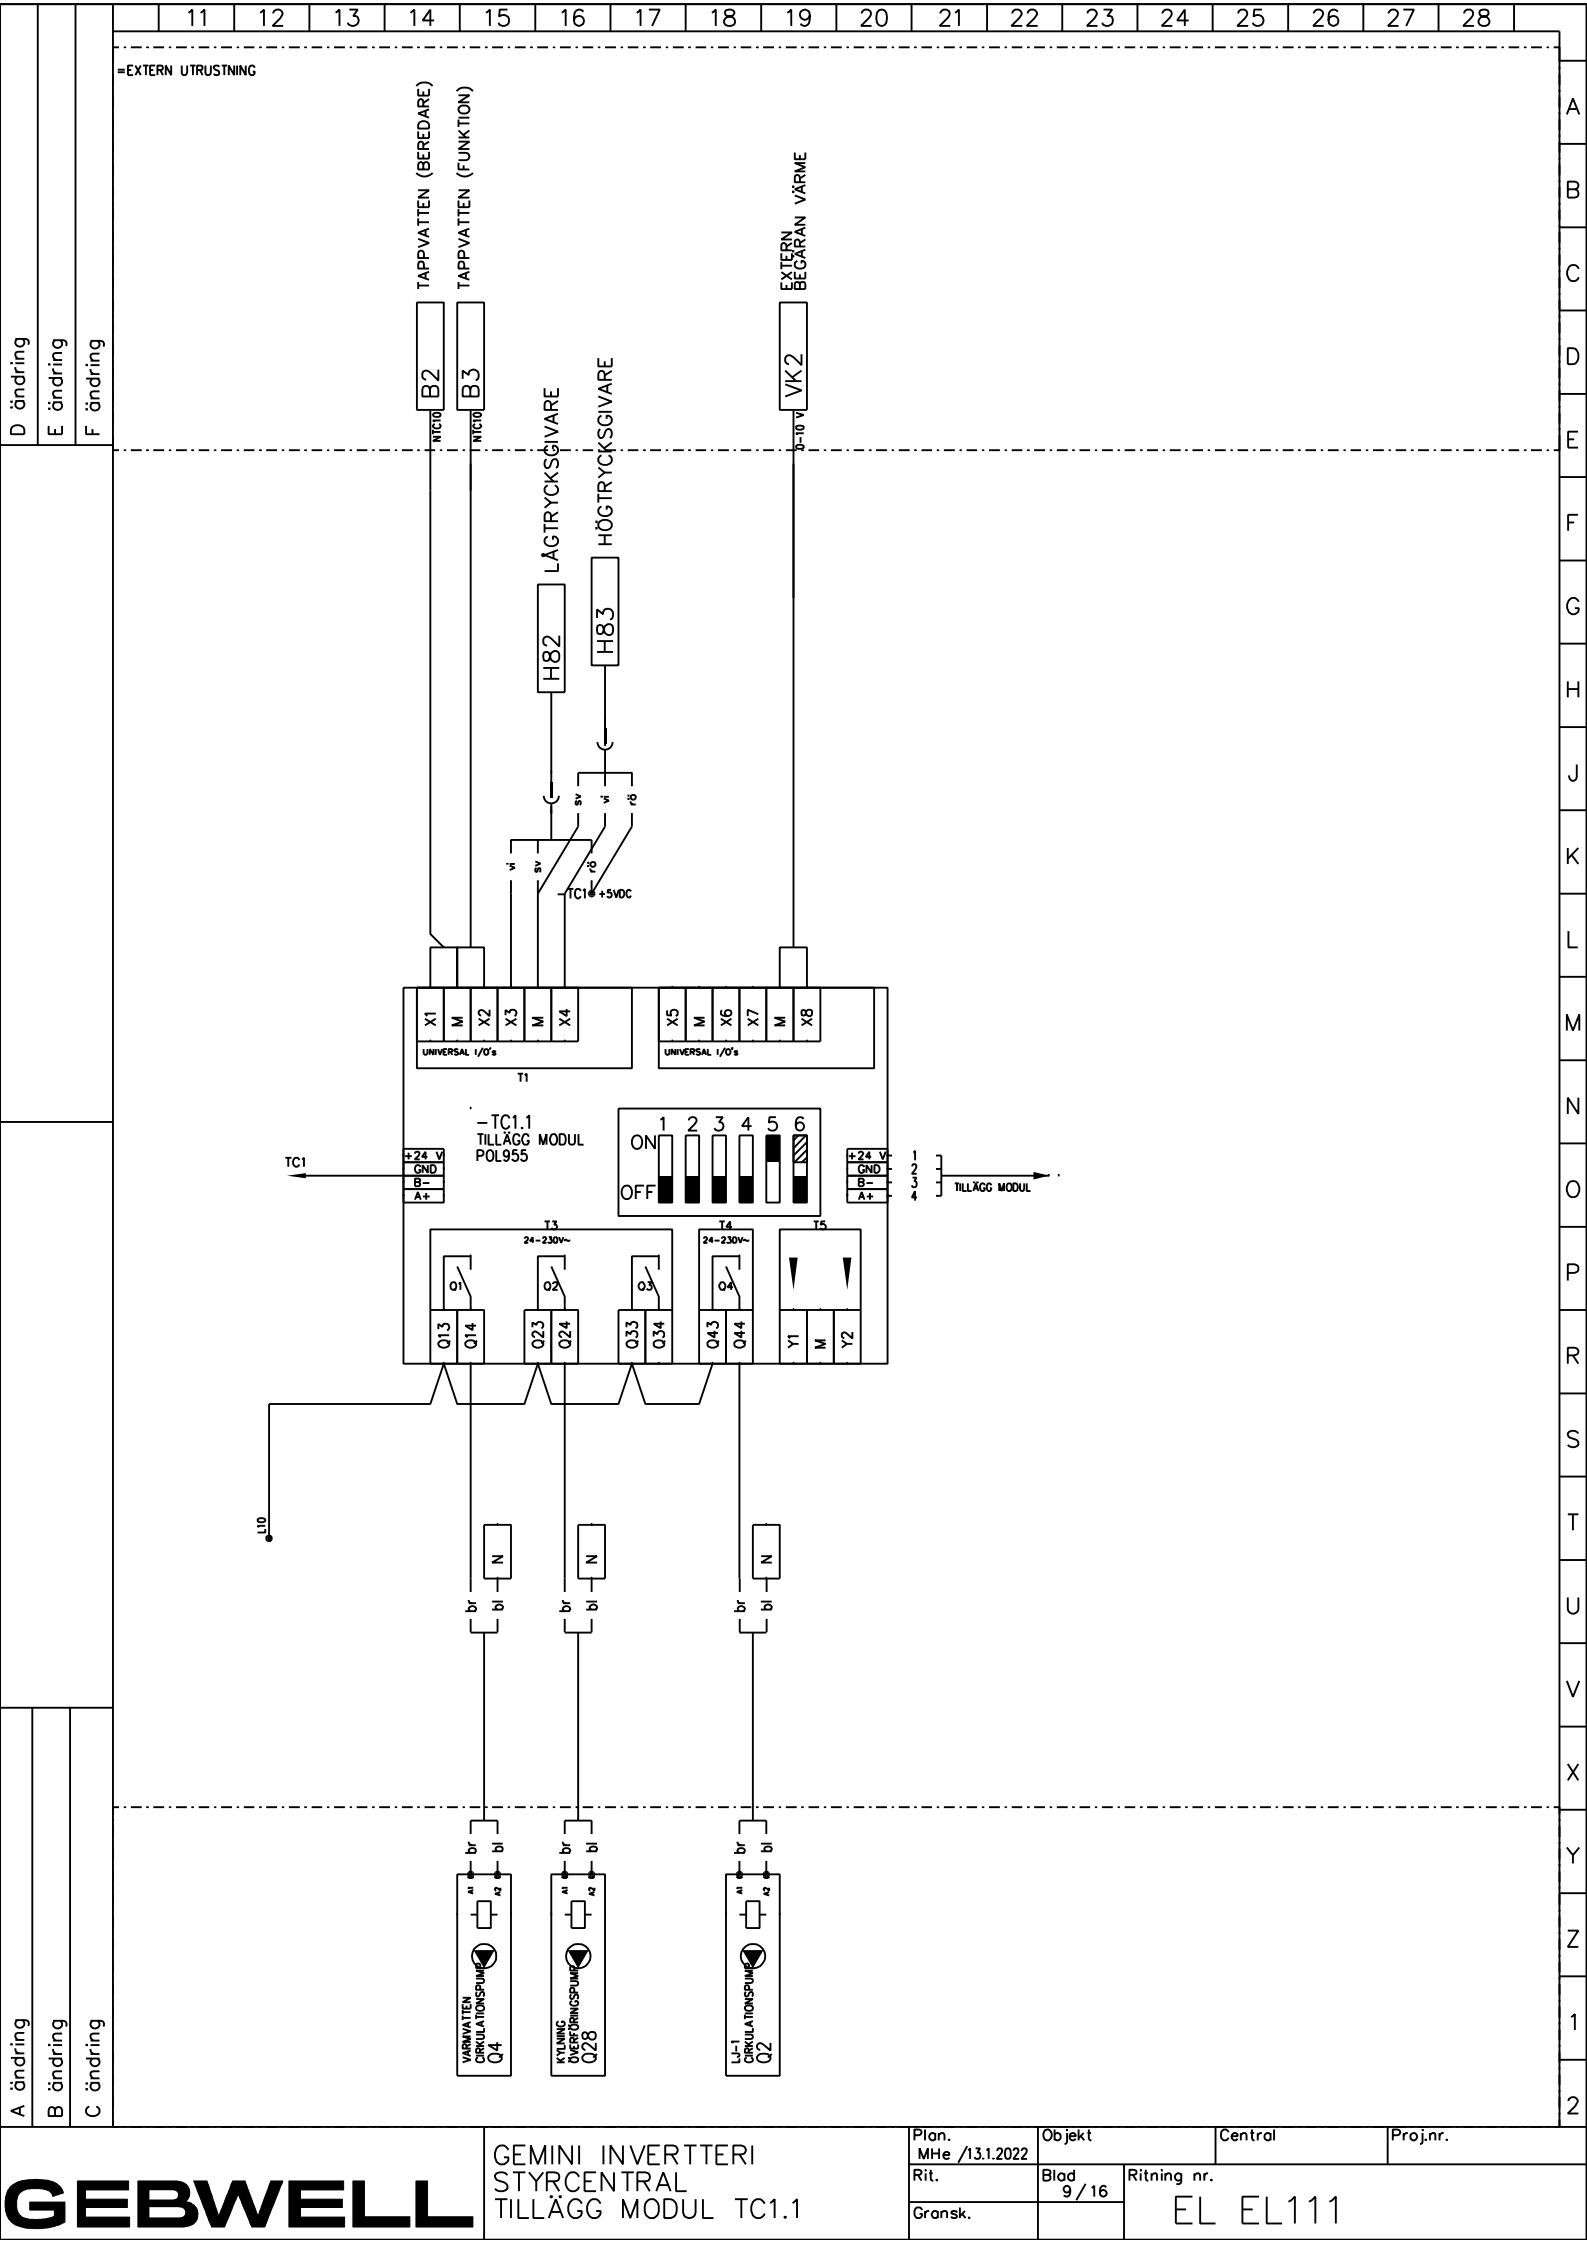 11 12 13 14 15 16 17 18 19 20 21 22 23 24 25 26 27 28
=EXTERN UTRUSTNING
A
B
C
D
E
F
G
H
J
K
L
M
N
O
P
R
S
T
U
V
X
Y
Z
1
2
D ändring
E ändring
F ändring
A ändring
B ändring
C ändring
TAPPVATTEN (BEREDARE)
TAPPVATTEN (FUNKTION)
EXTERN
BEGÄRAN VÄRME
B2
B3
VK2
NTC10
NTC10
0-10 V
LÅGTRYCKSGIVARE
HÖGTRYCKSGIVARE
H82
H83
sv
vi
rö
vi
sv
rö
-TC1 +5VDC
X1 M X2 X3 M X4
UNIVERSAL I/O's
T1
X5 M X6 X7 M X8
UNIVERSAL I/O's
-TC1.1
TILLÄGG MODUL
POL955
1 2 3 4 5 6
ON
OFF
TC1
+24 V
GND
B-
A+
+24 V 1
GND 2
B- 3
A+ 4
TILLÄGG MODUL
T3
24-230V~
T4
24-230V~
T5
Q1
Q2
Q3
Q4
Q13 Q14 Q23 Q24 Q33 Q34 Q43 Q44 Y1 M Y2
L10
N
N
N
br
bl
br
bl
br
bl
br
bl
br
bl
br
bl
A1
A2
A1
A2
A1
A2
VARMVATTEN
CIRKULATIONSPUMP
Q4
KYLNING
ÖVERFÖRINGSPUMP
Q28
LJ-1
CIRKULATIONSPUMP
Q2
GEBWELL
GEMINI INVERTTERI
STYRCENTRAL
TILLÄGG MODUL TC1.1
Plan.
MHe /13.1.2022
Objekt
Central
Proj.nr.
Rit.
Blad
9/16
Ritning nr.
EL EL111
Gransk.